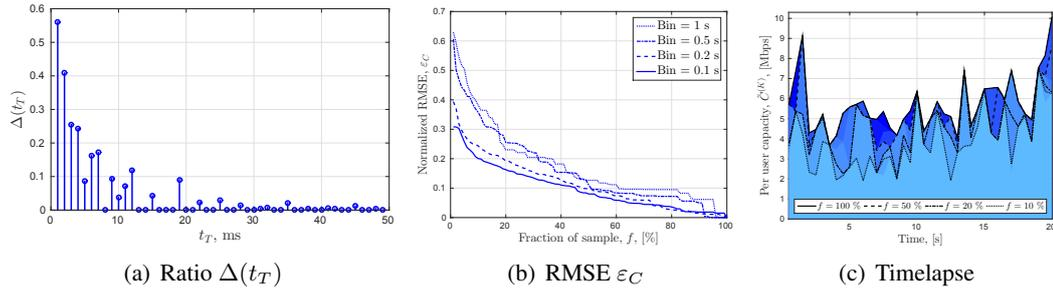 0.6
0.5
0.4
0.3
0.2
0.1
0
0
10
20
30
40
50
Δ(t_T)
t_T, ms
(a) Ratio Δ(t_T)
0.7
0.6
0.5
0.4
0.3
0.2
0.1
0
0
20
40
60
80
100
Normalized RMSE, ε_C
Fraction of sample, f, [%]
Bin = 1 s
Bin = 0.5 s
Bin = 0.2 s
Bin = 0.1 s
(b) RMSE ε_C
10
9
8
7
6
5
4
3
2
1
0
5
10
15
20
Time, [s]
f = 100 %
f = 50 %
f = 20 %
f = 10 %
(c) Timelapse